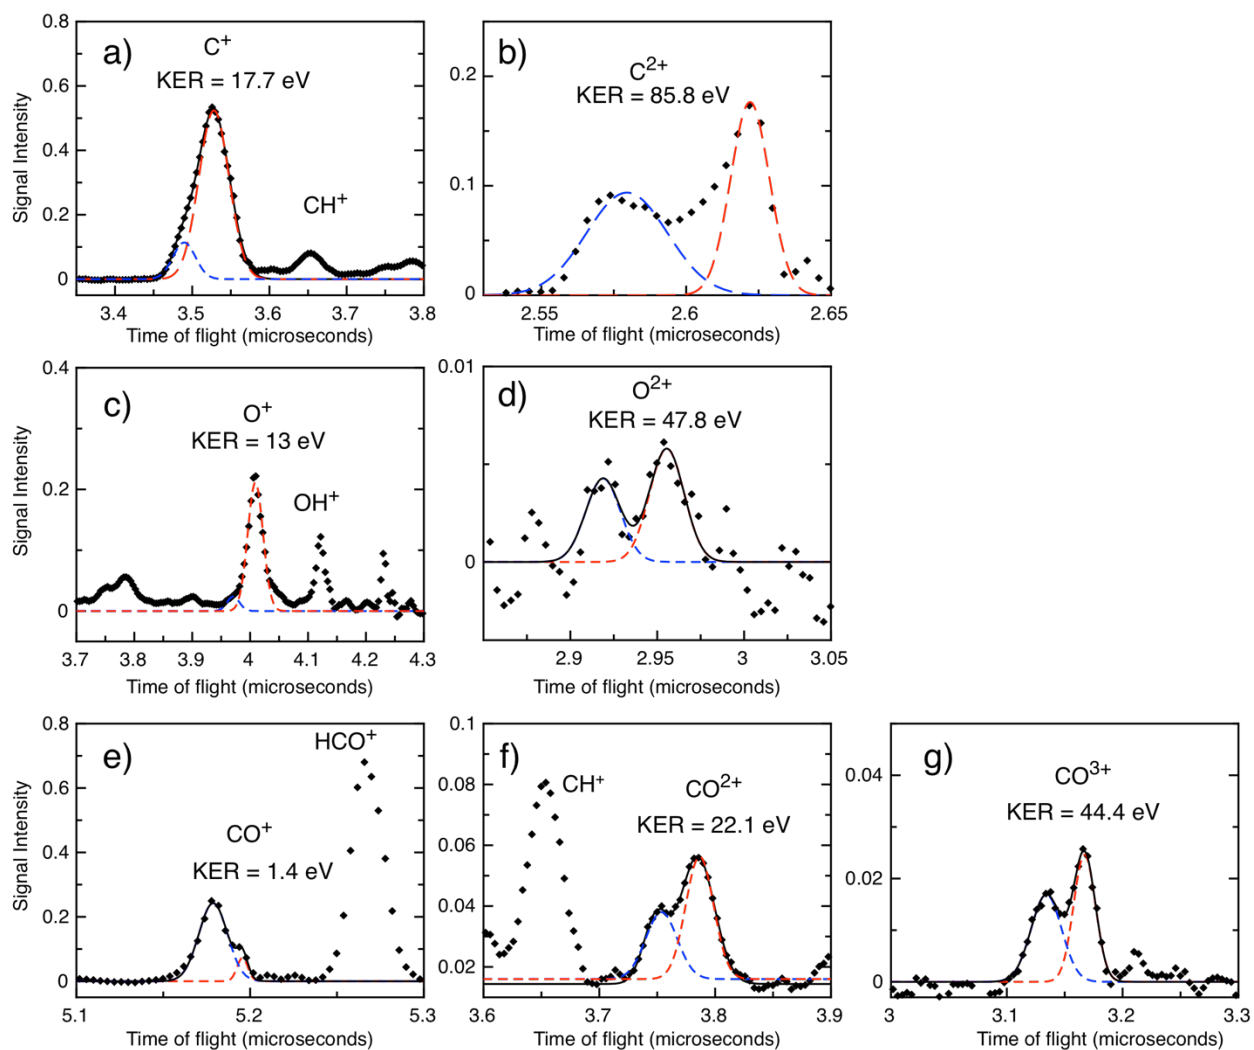 a)
C+
KER = 17.7 eV
CH+
Signal Intensity
0.8
0.6
0.4
0.2
0
3.4
3.5
3.6
3.7
3.8
Time of flight (microseconds)
b)
C2+
KER = 85.8 eV
0.2
0.1
0
2.55
2.6
2.65
Time of flight (microseconds)
c)
O+
KER = 13 eV
OH+
Signal Intensity
0.4
0.2
0
3.7
3.8
3.9
4
4.1
4.2
4.3
Time of flight (microseconds)
d)
O2+
KER = 47.8 eV
0.01
0
2.9
2.95
3
3.05
Time of flight (microseconds)
e)
HCO+
CO+
KER = 1.4 eV
Signal Intensity
0.8
0.6
0.4
0.2
0
5.1
5.2
5.3
Time of flight (microseconds)
f)
CH+
CO2+
KER = 22.1 eV
0.1
0.08
0.06
0.04
0.02
3.6
3.7
3.8
3.9
Time of flight (microseconds)
g)
CO3+
KER = 44.4 eV
0.04
0.02
0
3
3.1
3.2
3.3
Time of flight (microseconds)